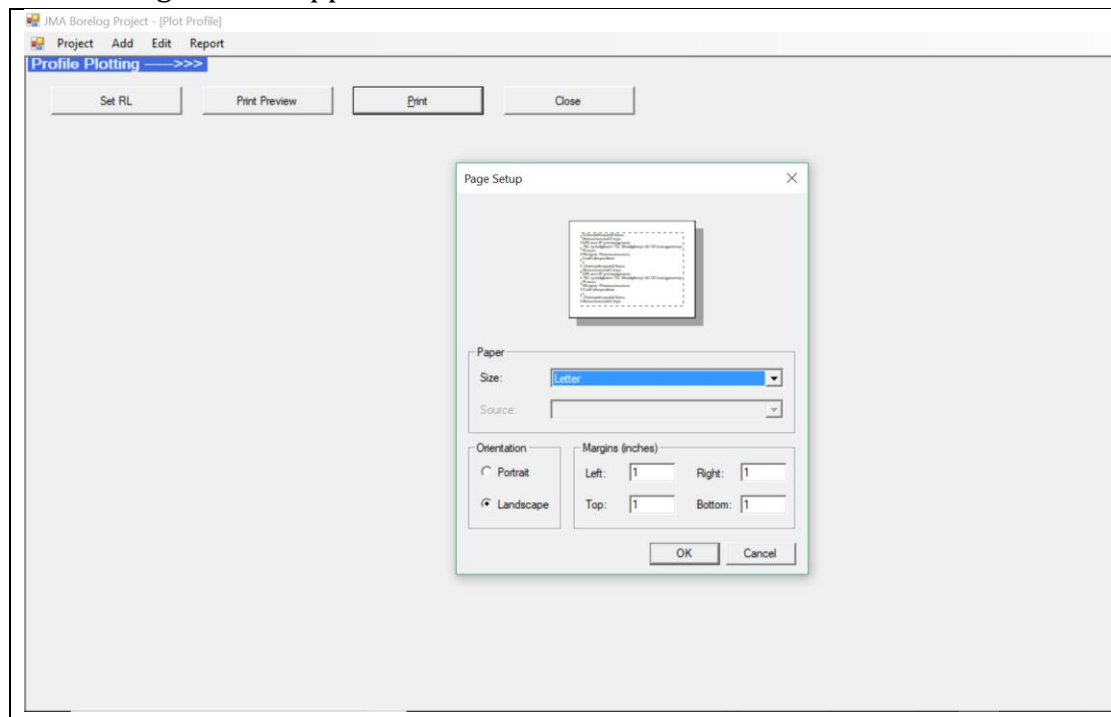 JMA Borelog Project - [Plot Profile]
Project Add Edit Report
Profile Plotting ----->>>
Set RL Print Preview Print Close
Page Setup
Paper
Size: Letter
Source:
Orientation Margins (inches)
Portrait Left: 1 Right: 1
Landscape Top: 1 Bottom: 1
OK Cancel